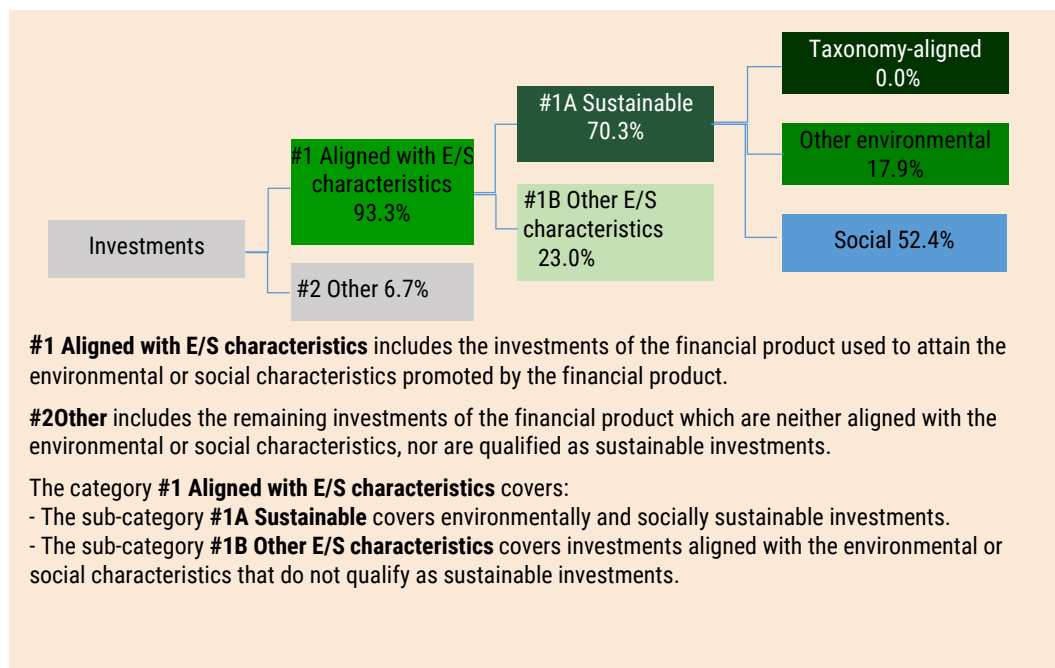 Investments
#1 Aligned with E/S
characteristics
93.3%
#2 Other 6.7%
#1A Sustainable
70.3%
#1B Other E/S
characteristics
23.0%
Taxonomy-aligned
0.0%
Other environmental
17.9%
Social 52.4%
#1 Aligned with E/S characteristics includes the investments of the financial product used to attain the
environmental or social characteristics promoted by the financial product.
#2Other includes the remaining investments of the financial product which are neither aligned with the
environmental or social characteristics, nor are qualified as sustainable investments.
The category #1 Aligned with E/S characteristics covers:
- The sub-category #1A Sustainable covers environmentally and socially sustainable investments.
- The sub-category #1B Other E/S characteristics covers investments aligned with the environmental or
social characteristics that do not qualify as sustainable investments.